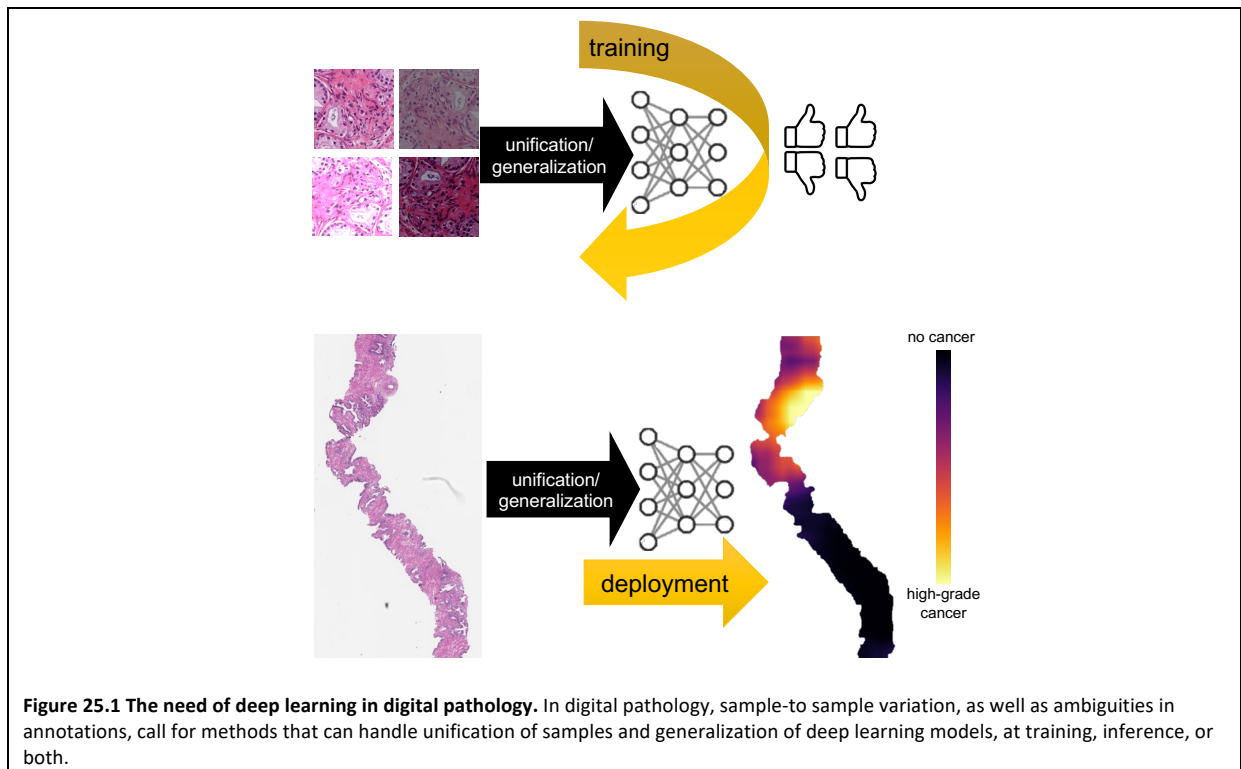 training
unification/
generalization
no cancer
unification/
generalization
deployment
high-grade
cancer
Figure 25.1 The need of deep learning in digital pathology. In digital pathology, sample-to sample variation, as well as ambiguities in
annotations, call for methods that can handle unification of samples and generalization of deep learning models, at training, inference, or
both.